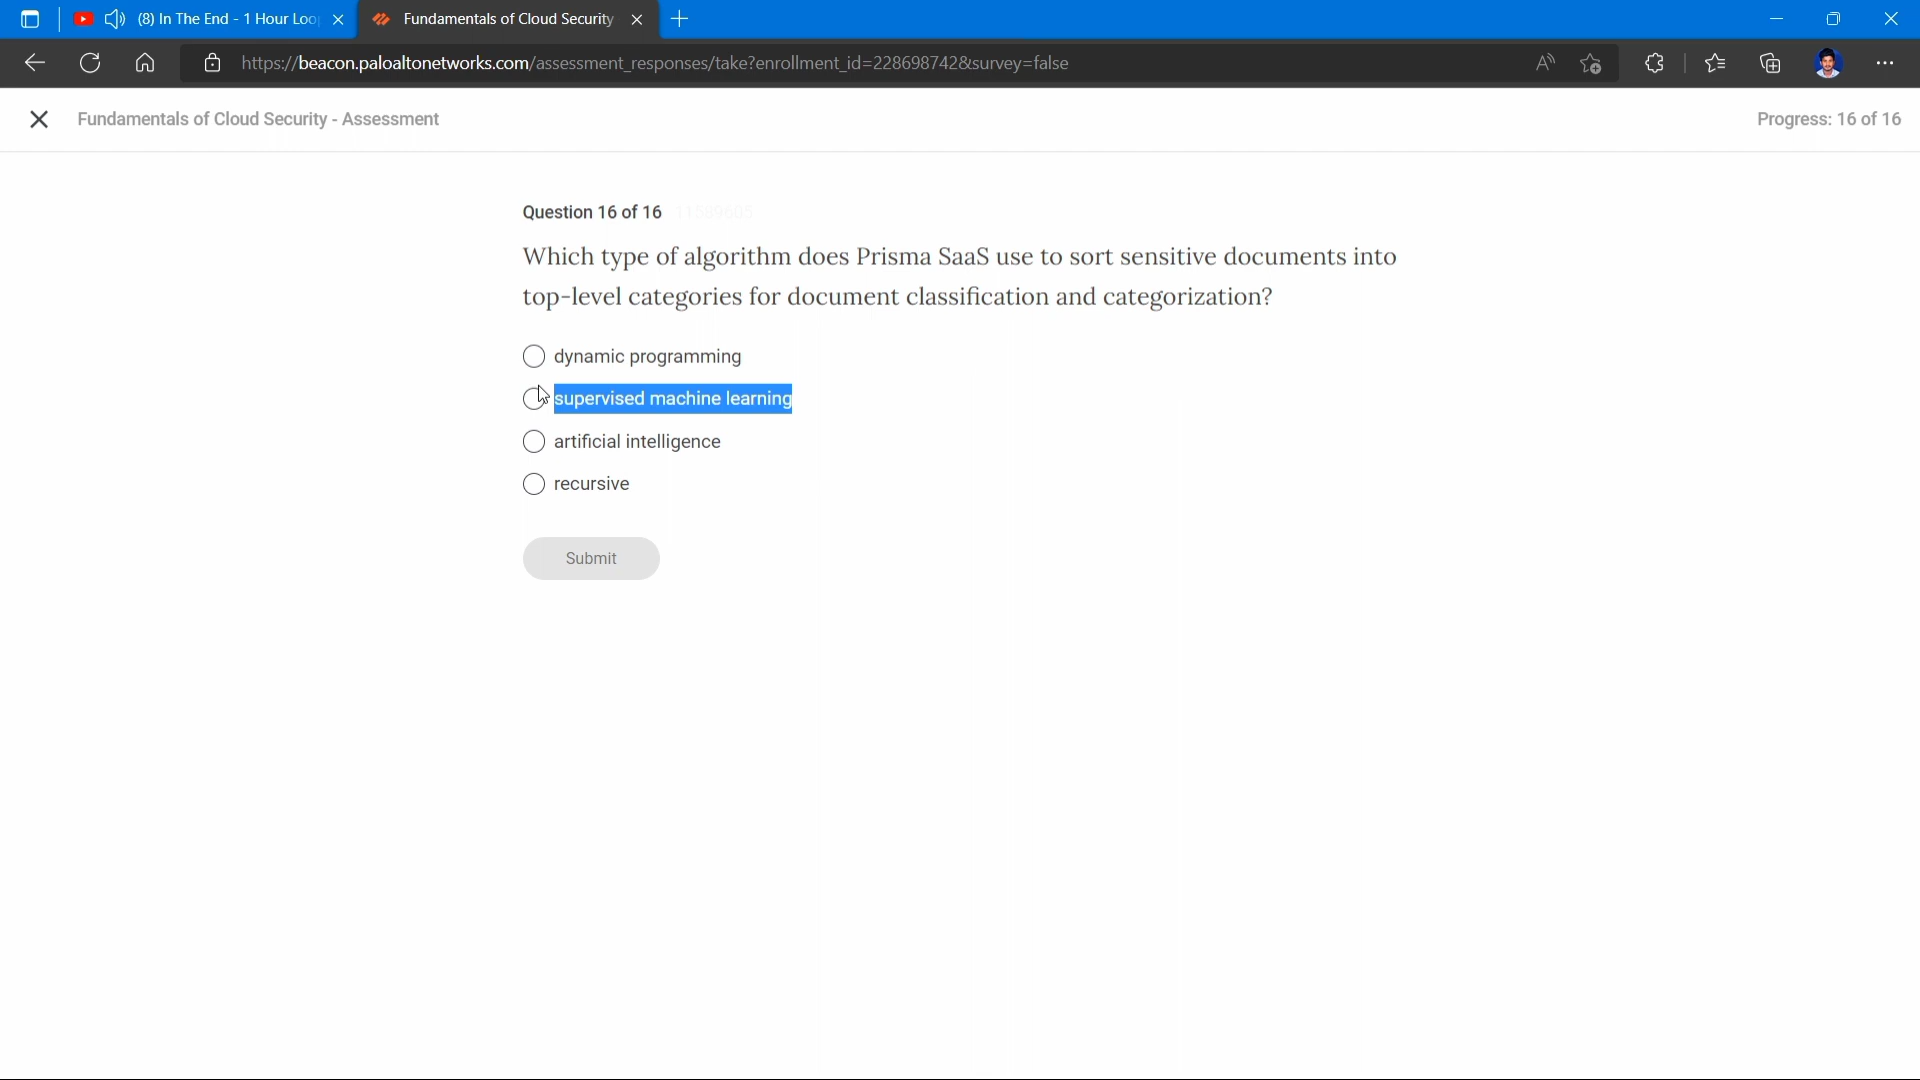 (8) In The End - 1 Hour Loo
Fundamentals of Cloud Security
https://beacon.paloaltonetworks.com/assessment_responses/take?enrollment_id=228698742&survey=false
Fundamentals of Cloud Security - Assessment
Progress: 16 of 16
Question 16 of 16 11539605
Which type of algorithm does Prisma SaaS use to sort sensitive documents into
top-level categories for document classification and categorization?
dynamic programming
supervised machine learning
artificial intelligence
recursive
Submit